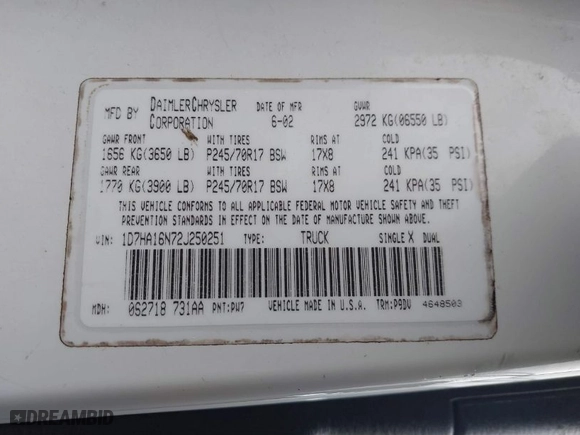 MFD BY DAIMLERCHRYSLER CORPORATION DATE OF MFR 6-02 GVWR 2972 KG(06550 LB)
GAWR FRONT WITH TIRES RIMS AT COLD
1656 KG(3650 LB) P245/70R17 BSW 17X8 241 KPA(35 PSI)
GAWR REAR WITH TIRES RIMS AT COLD
1770 KG(3900 LB) P245/70R17 BSW 17X8 241 KPA(35 PSI)
THIS VEHICLE CONFORMS TO ALL APPLICABLE FEDERAL MOTOR VEHICLE SAFETY AND THEFT
PREVENTION STANDARDS IN EFFECT ON THE DATE OF MANUFACTURE SHOWN ABOVE.
VIN: 1D7HA16N72J250251 TYPE: TRUCK SINGLE X DUAL
MDH: 062718 731AA PNT:PW7 VEHICLE MADE IN U.S.A. TRM:P9DV 4648503
DREAMBID